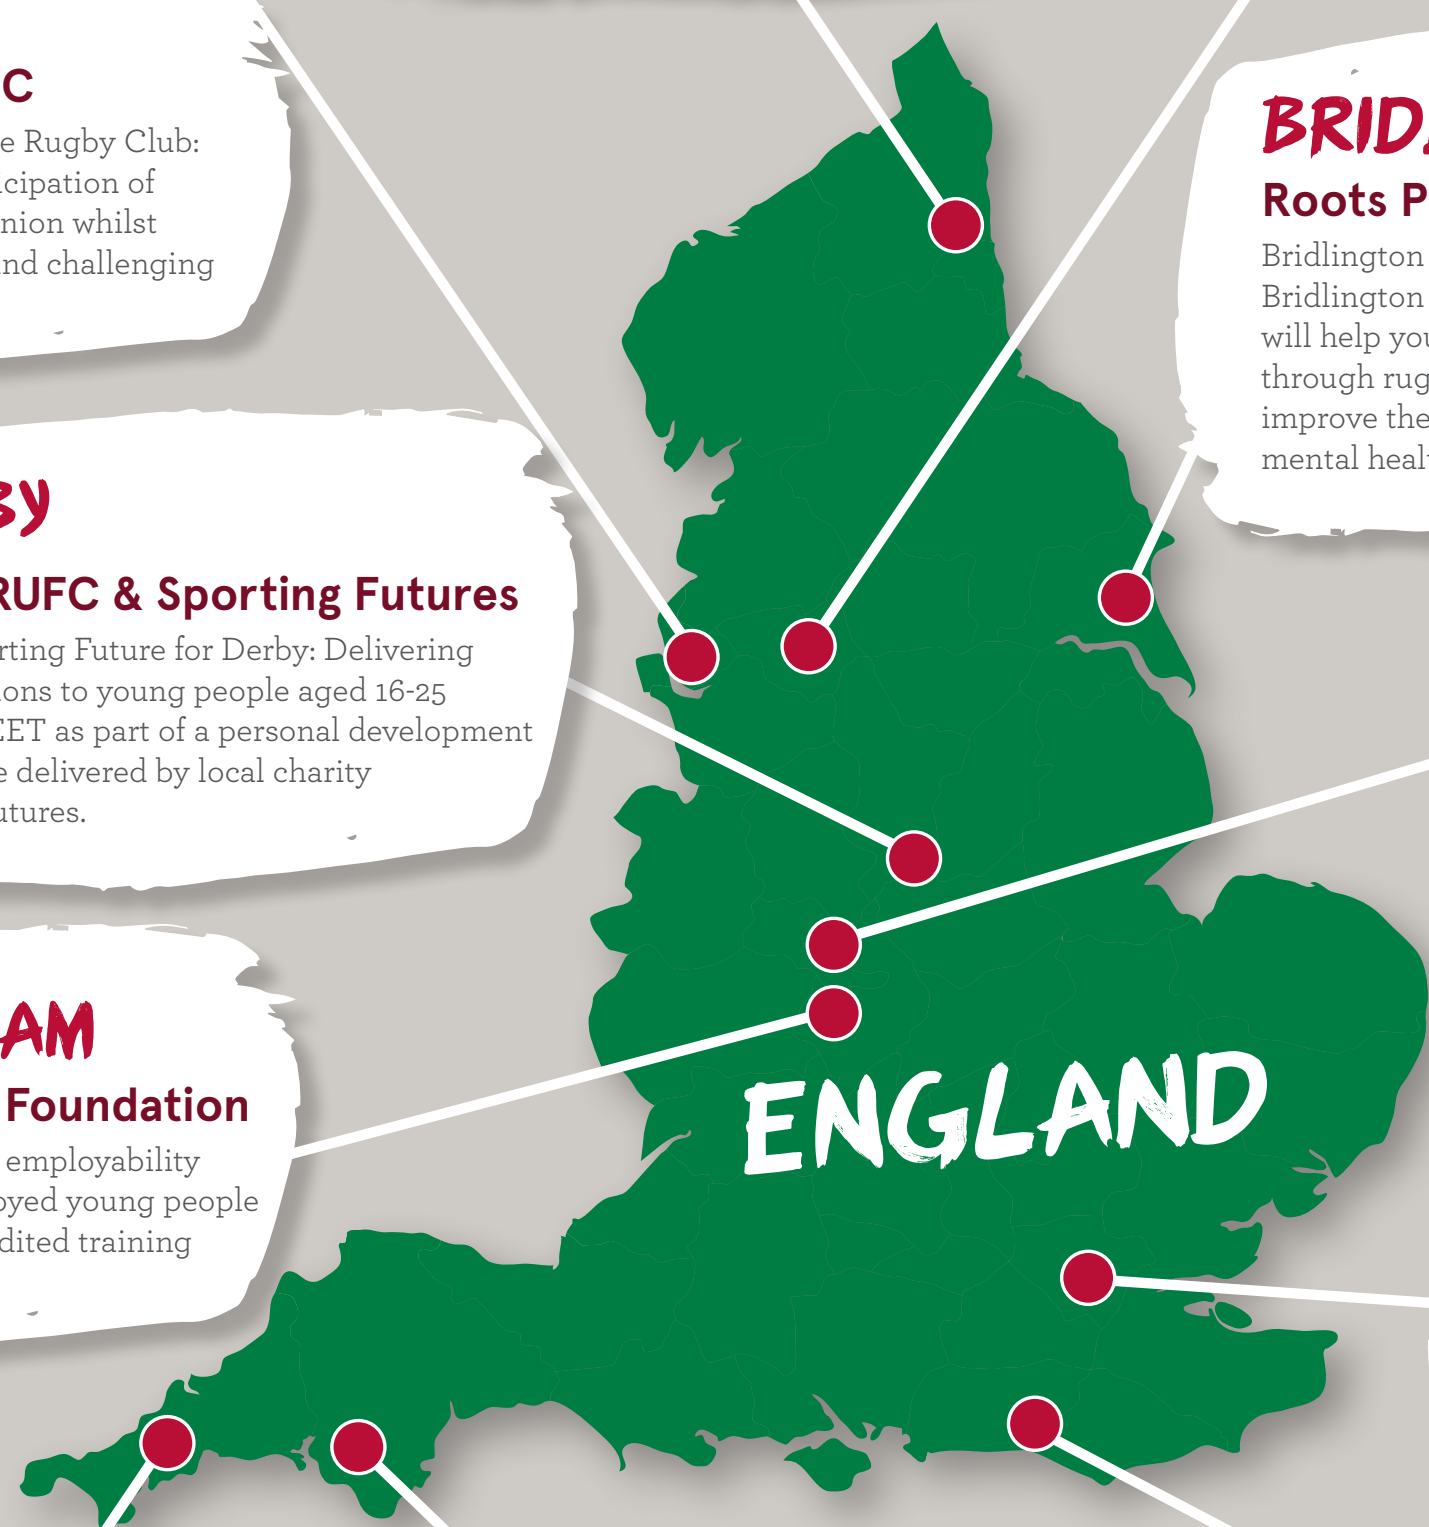 C
e Rugby Club:
icipation of
nion whilst
nd challenging
BY
RUFC & Sporting Futures
rting Future for Derby: Delivering
ions to young people aged 16-25
EET as part of a personal development
e delivered by local charity
utures.
AM
Foundation
employability
oyed young people
dited training
BRID
Roots P
Bridlington
Bridlington
will help you
through rug
improve the
mental heal
ENGLAND